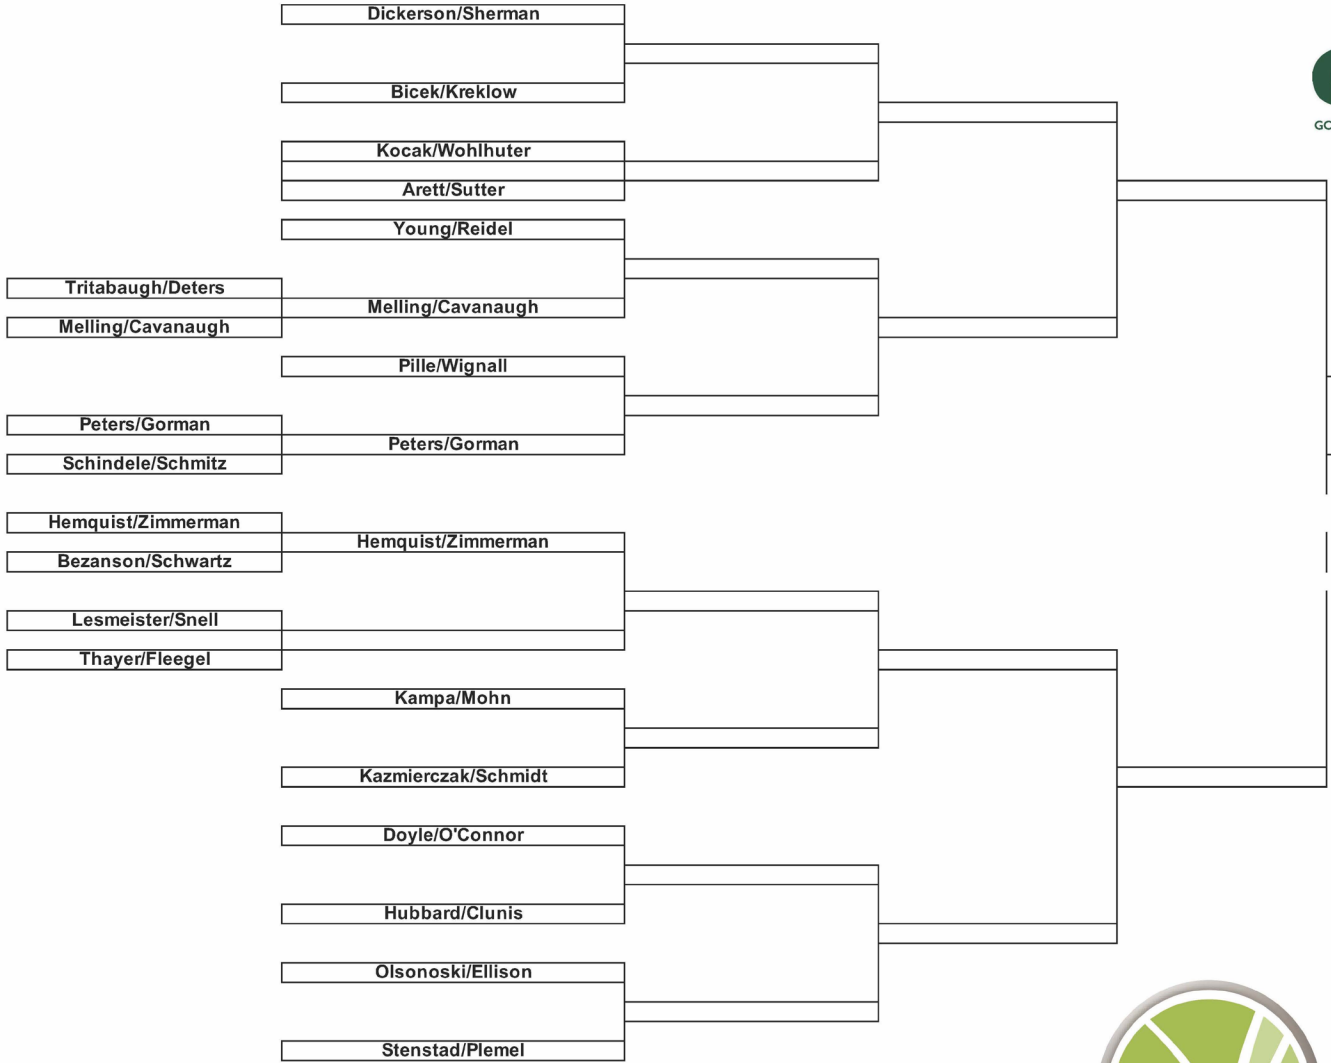 Dickerson/Sherman
Bicek/Kreklow
GC
Kocak/Wohlhuter
Arett/Sutter
Young/Reidel
Tritabaugh/Deters
Melling/Cavanaugh
Melling/Cavanaugh
Pille/Wignall
Peters/Gorman
Peters/Gorman
Schindele/Schmitz
Hemquist/Zimmerman
Hemquist/Zimmerman
Bezanson/Schwartz
Lesmeister/Snell
Thayer/Fleegel
Kampa/Mohn
Kazmierczak/Schmidt
Doyle/O'Connor
Hubbard/Clunis
Olsonoski/Ellison
Stenstad/Plemel